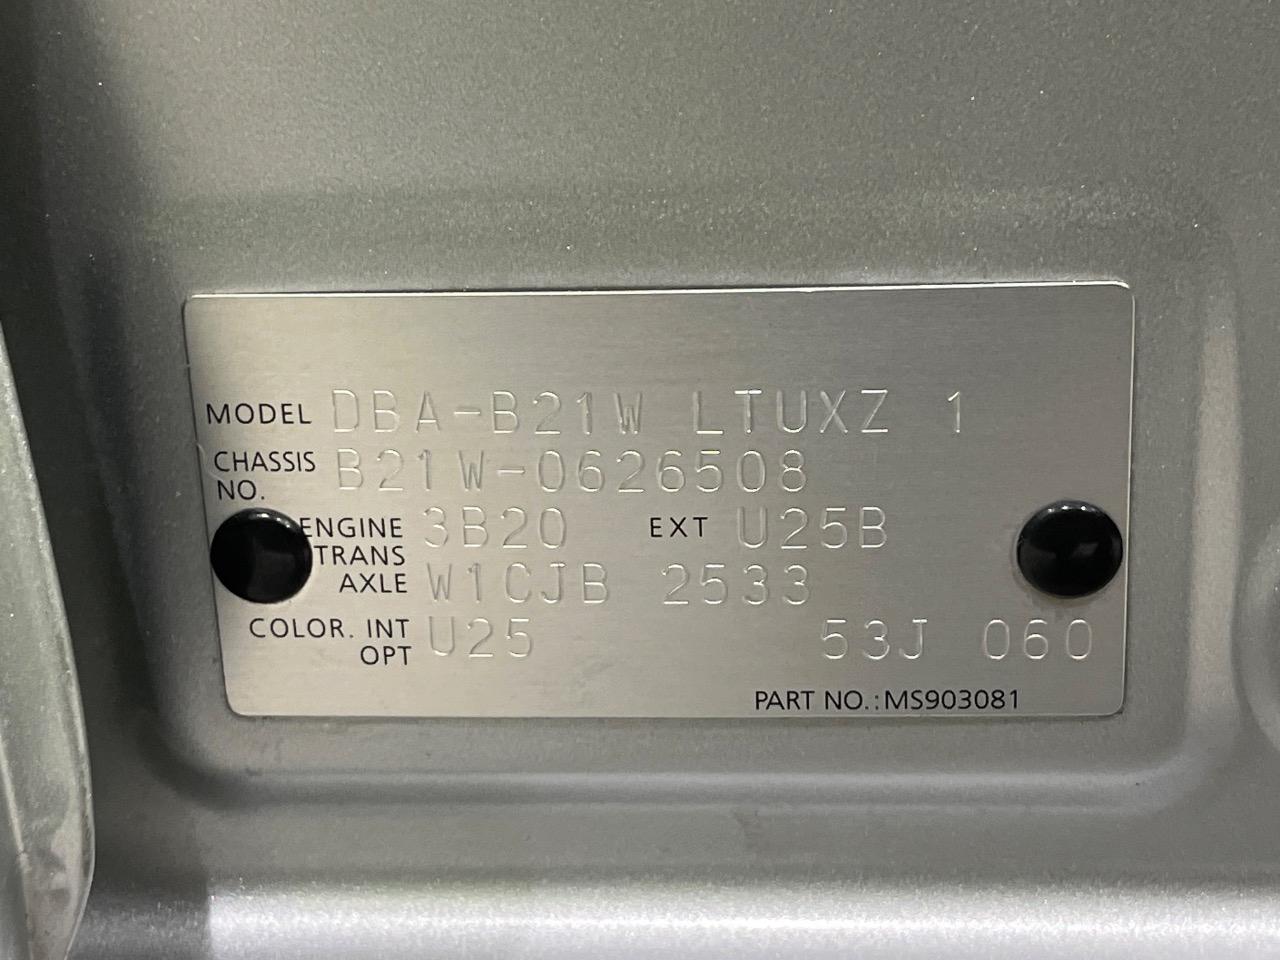 MODEL DBA-B21W LTUXZ 1
CHASSIS NO. B21W-0626508
ENGINE 3B20 EXT U25B
TRANS AXLE W1CJB 2533
COLOR. INT OPT U25 53J 060
PART NO.:MS903081